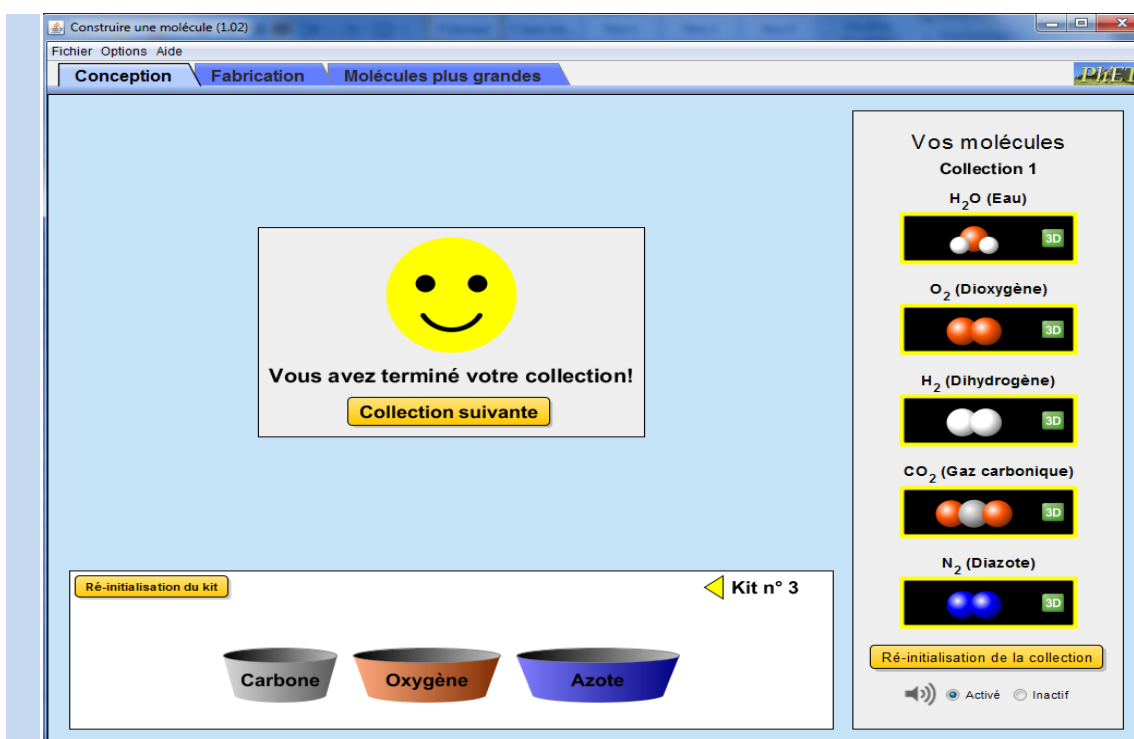 Construire une molécule (1.02)
Fichier Options Aide
Conception Fabrication Molécules plus grandes
PhET
Vos molécules
Collection 1
H2O (Eau)
3D
O2 (Dioxygène)
3D
H2 (Dihydrogène)
3D
CO2 (Gaz carbonique)
3D
N2 (Diazote)
3D
Ré-initialisation de la collection
Activé Inactif
Vous avez terminé votre collection!
Collection suivante
Ré-initialisation du kit
Kit n° 3
Carbone Oxygène Azote